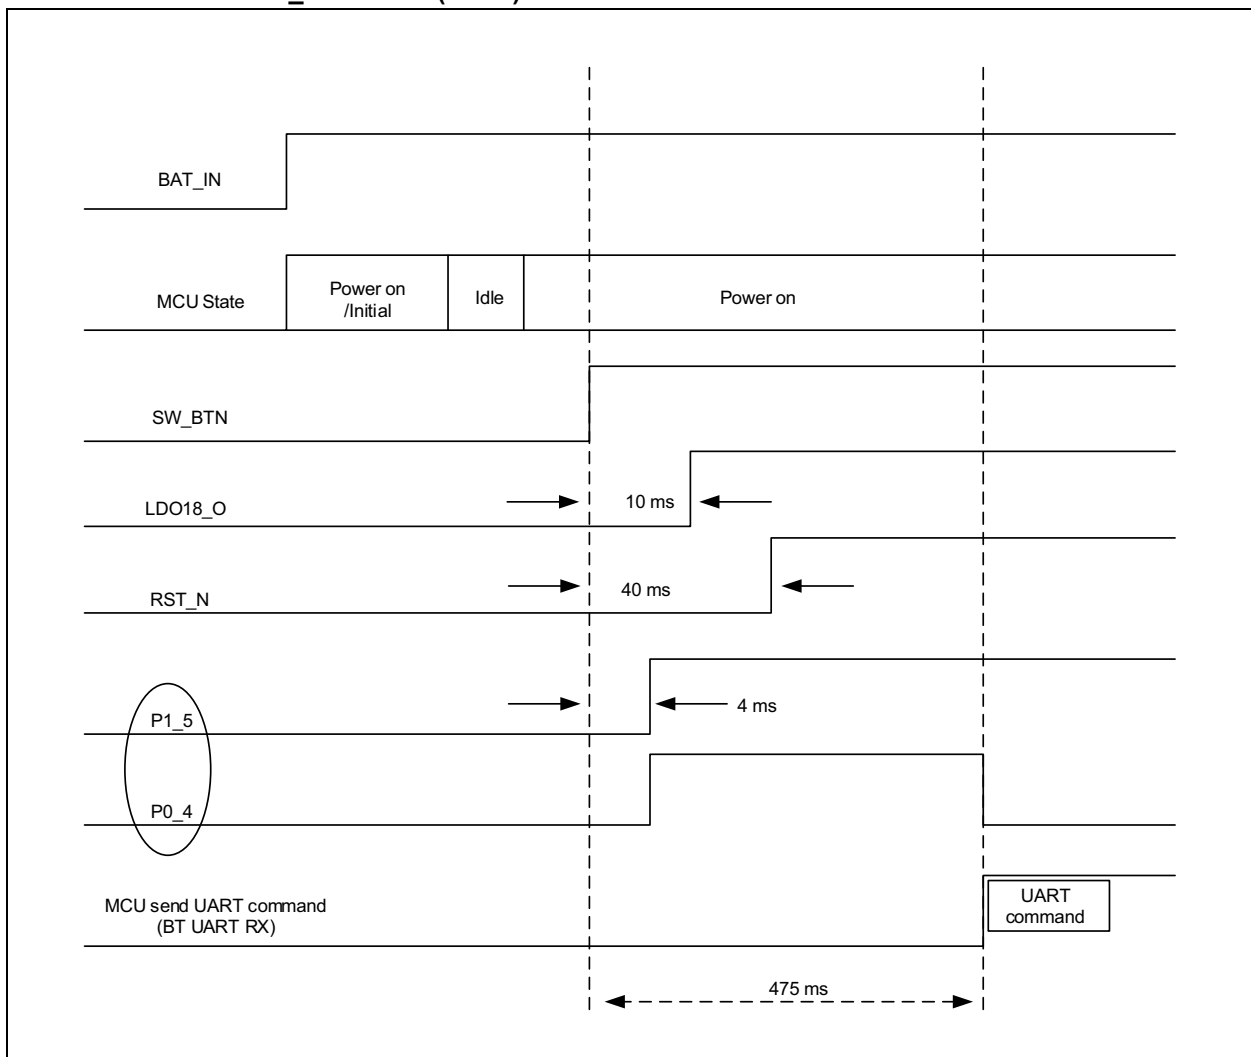 BAT_IN
MCU State
Power on
/Initial
Idle
Power on
SW_BTN
LDO18_O
10 ms
RST_N
40 ms
P1_5
4 ms
P0_4
MCU send UART command
(BT UART RX)
UART
command
475 ms